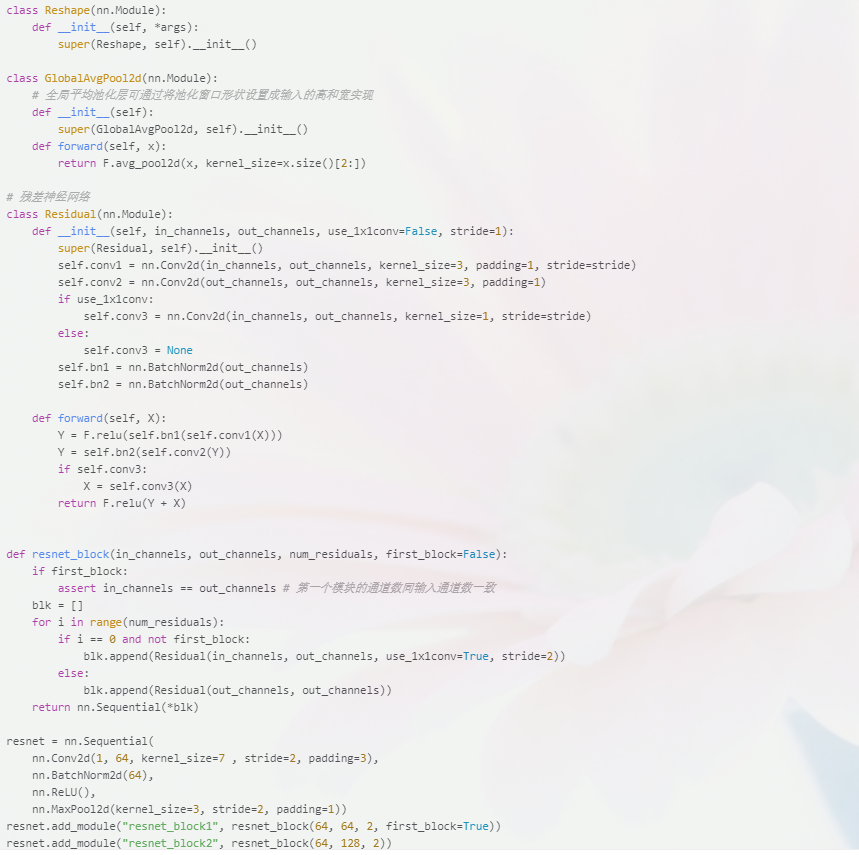 class Reshape(nn.Module):
    def __init__(self, *args):
        super(Reshape, self).__init__()

class GlobalAvgPool2d(nn.Module):
    # 全局平均池化层可通过将池化窗口形状设置成输入的高和宽实现
    def __init__(self):
        super(GlobalAvgPool2d, self).__init__()
    def forward(self, x):
        return F.avg_pool2d(x, kernel_size=x.size()[2:])

# 残差神经网络
class Residual(nn.Module):
    def __init__(self, in_channels, out_channels, use_1x1conv=False, stride=1):
        super(Residual, self).__init__()
        self.conv1 = nn.Conv2d(in_channels, out_channels, kernel_size=3, padding=1, stride=stride)
        self.conv2 = nn.Conv2d(out_channels, out_channels, kernel_size=3, padding=1)
        if use_1x1conv:
            self.conv3 = nn.Conv2d(in_channels, out_channels, kernel_size=1, stride=stride)
        else:
            self.conv3 = None
        self.bn1 = nn.BatchNorm2d(out_channels)
        self.bn2 = nn.BatchNorm2d(out_channels)

    def forward(self, X):
        Y = F.relu(self.bn1(self.conv1(X)))
        Y = self.bn2(self.conv2(Y))
        if self.conv3:
            X = self.conv3(X)
        return F.relu(Y + X)


def resnet_block(in_channels, out_channels, num_residuals, first_block=False):
    if first_block:
        assert in_channels == out_channels # 第一个模块的通道数同输入通道数一致
    blk = []
    for i in range(num_residuals):
        if i == 0 and not first_block:
            blk.append(Residual(in_channels, out_channels, use_1x1conv=True, stride=2))
        else:
            blk.append(Residual(out_channels, out_channels))
    return nn.Sequential(*blk)

resnet = nn.Sequential(
    nn.Conv2d(1, 64, kernel_size=7 , stride=2, padding=3),
    nn.BatchNorm2d(64),
    nn.ReLU(),
    nn.MaxPool2d(kernel_size=3, stride=2, padding=1))
resnet.add_module("resnet_block1", resnet_block(64, 64, 2, first_block=True))
resnet.add_module("resnet_block2", resnet_block(64, 128, 2))